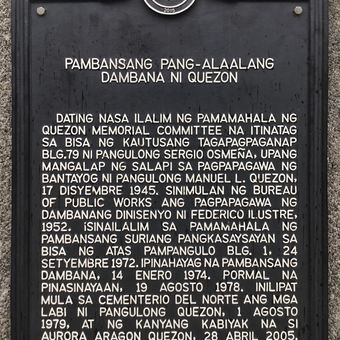 2015
PAMBANSANG PANG-ALAALANG
DAMBANA NI QUEZON
DATING NASA ILALIM NG PAMAMAHALA NG
QUEZON MEMORIAL COMMITTEE NA ITINATAG
SA BISA NG KAUTUSANG TAGAPAGPAGANAP
BLG.79 NI PANGULONG SERGIO OSMEÑA, UPANG
MANGALAP NG SALAPI SA PAGPAPAGAWA NG
BANTAYOG NI PANGULONG MANUEL L. QUEZON,
17 DISYEMBRE 1945. SINIMULAN NG BUREAU
OF PUBLIC WORKS ANG PAGPAPAGAWA NG
DAMBANANG DINISENYO NI FEDERICO ILUSTRE,
1952. ISINAILALIM SA PAMAMAHALA NG
PAMBANSANG SURIANG PANGKASAYSAYAN SA
BISA NG ATAS PAMPANGULO BLG. 1, 24
SETYEMBRE 1972. IPINAHAYAG NA PAMBANSANG
DAMBANA, 14 ENERO 1974. PORMAL NA
PINASINAYAAN, 19 AGOSTO 1978. INILIPAT
MULA SA CEMENTERIO DEL NORTE ANG MGA
LABI NI PANGULONG QUEZON, 1 AGOSTO
1979, AT NG KANYANG KABIYAK NA SI
AURORA ARAGON QUEZON, 28 ABRIL 2005.